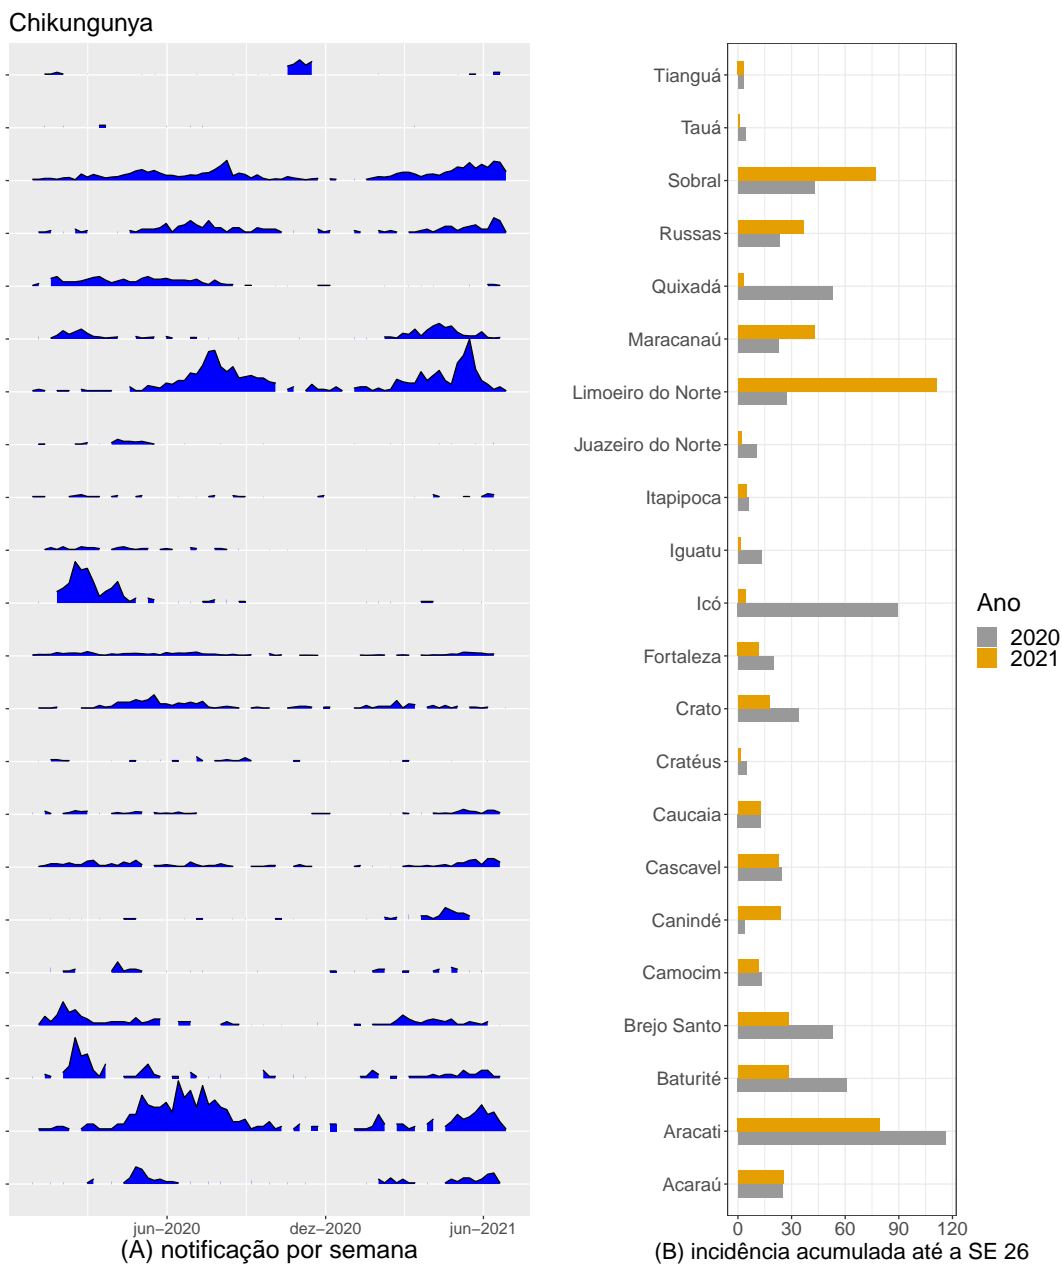 Chikungunya
Tianguá
Tauá
Sobral
Russas
Quixadá
Maracanaú
Limoeiro do Norte
Juazeiro do Norte
Itapipoca
Iguatu
Icó
Fortaleza
Crato
Cratéus
Caucaia
Cascavel
Canindé
Camocim
Brejo Santo
Baturité
Aracati
Acaraú
Ano
2020
2021
jun–2020 dez–2020 jun–2021
(A) notificação por semana
0 30 60 90 120
(B) incidência acumulada até a SE 26